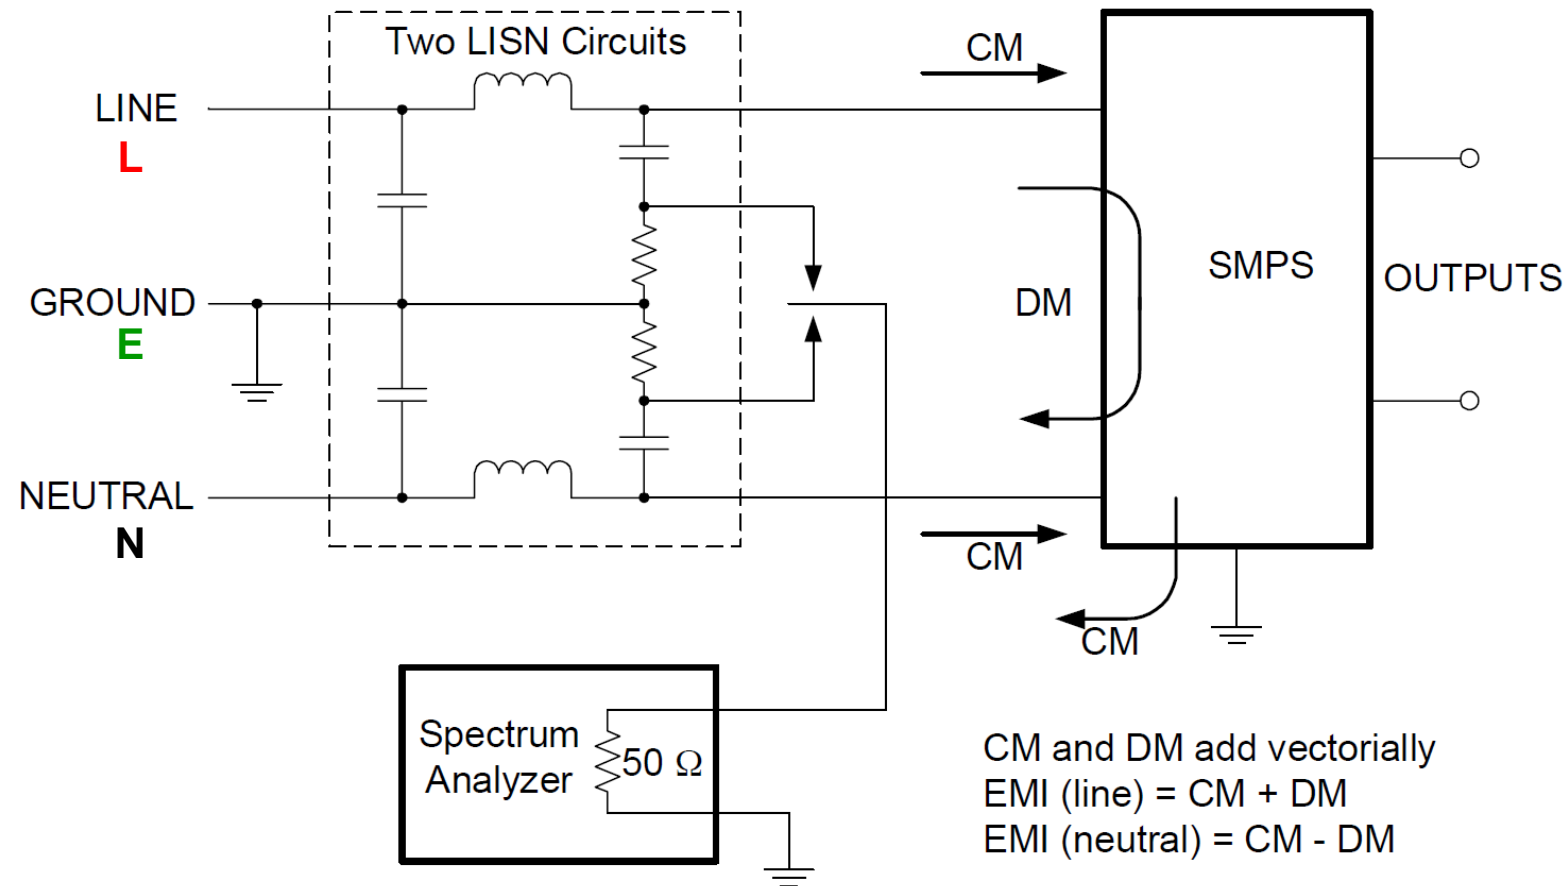 Two LISN Circuits
CM
LINE
L
SMPS
GROUND
E
DM
OUTPUTS
NEUTRAL
N
CM
CM
Spectrum
Analyzer
50 Ω
CM and DM add vectorially
EMI (line) = CM + DM
EMI (neutral) = CM - DM